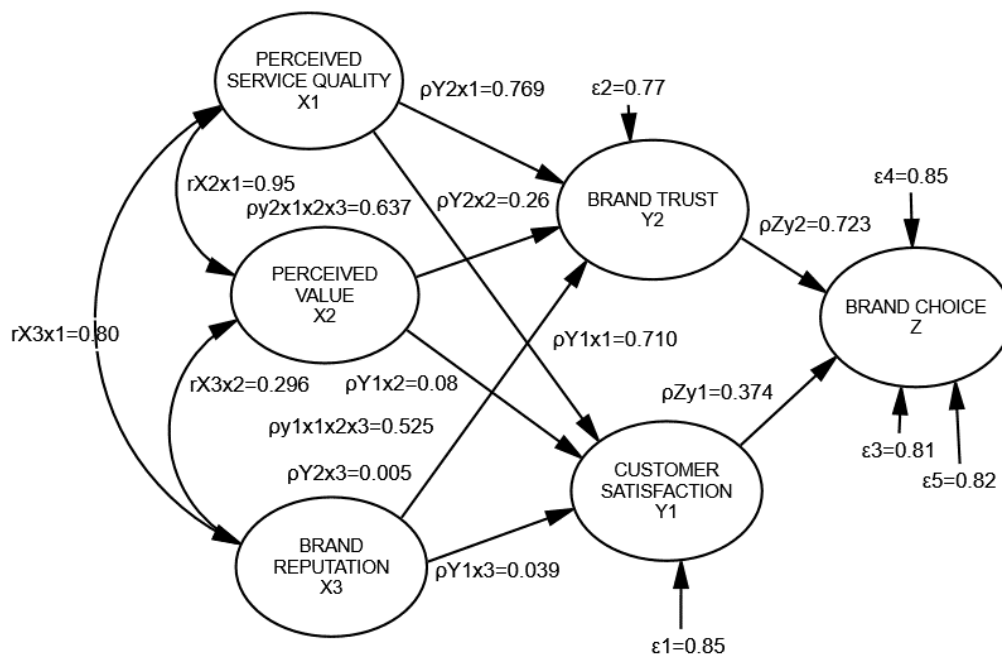 PERCEIVED
SERVICE QUALITY
X1
ρY2x1=0.769
ε2=0.77
rX2x1=0.95
ρy2x1x2x3=0.637
ρY2x2=0.26
BRAND TRUST
Y2
ε4=0.85
ρZy2=0.723
PERCEIVED
VALUE
X2
BRAND CHOICE
Z
rX3x1=0.80
rX3x2=0.296
ρY1x2=0.08
ρY1x1=0.710
ρZy1=0.374
ρy1x1x2x3=0.525
ρY2x3=0.005
ε3=0.81
ε5=0.82
CUSTOMER
SATISFACTION
Y1
BRAND
REPUTATION
X3
ρY1x3=0.039
ε1=0.85